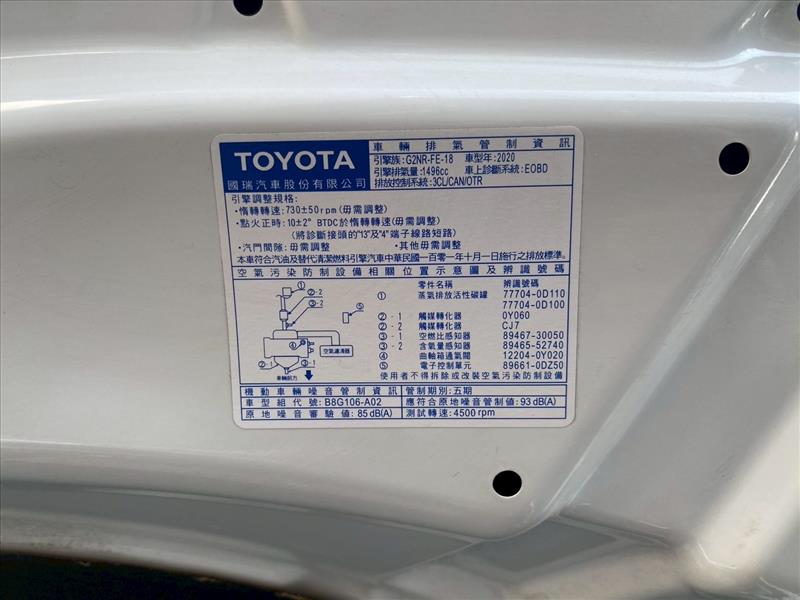 TOYOTA
國瑞汽車股份有限公司
車輛排氣管制資訊
引擎族:G2NR-FE-18 車型年:2020
引擎排氣量:1496cc 車上診斷系統:EOBD
排放控制系統:3CL/CAN/OTR
引擎調整規格:
·惰轉轉速:730±50rpm(毋需調整)
·點火正時:10±2° BTDC於惰轉轉速(毋需調整)
(將診斷接頭的"13"及"4"端子線路短路)
·汽門間隙:毋需調整 ·其他毋需調整
本車符合汽油及替代清潔燃料引擎汽車中華民國一百零一年十月一日施行之排放標準。
空氣污染防制設備相關位置示意圖及辨識號碼
零件名稱 辨識號碼
① 蒸氣排放活性碳罐 77704-0D110
77704-0D100
②-1 觸媒轉化器 0Y060
②-2 觸媒轉化器 CJ7
③-1 空燃比感知器 89467-30050
③-2 含氧量感知器 89465-52740
④ 曲軸箱通氣閥 12204-0Y020
⑤ 電子控制單元 89661-0DZ50
使用者不得拆除或改裝空氣污染防制設備
①
②-2
③-2
⑤
④
空氣濾清器
②-1
③-1
車輛前方
機動車輛噪音管制資訊 管制期別:五期
車型組代號:B8G106-A02 應符合原地噪音管制值:93dB(A)
原地噪音審驗值:85dB(A) 測試轉速:4500rpm